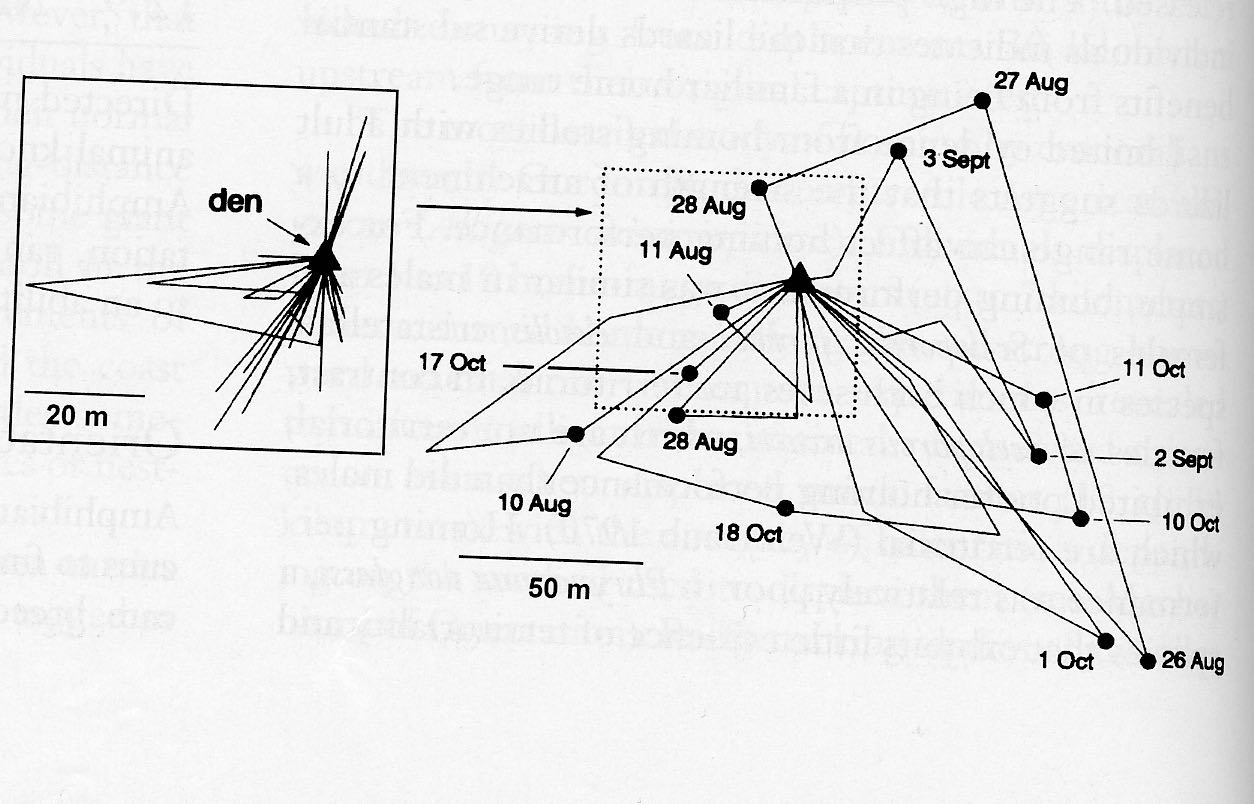 27 Aug
3 Sept
28 Aug
den
11 Aug
17 Oct
11 Oct
20 m
28 Aug
2 Sept
10 Aug
18 Oct
10 Oct
50 m
1 Oct
26 Aug